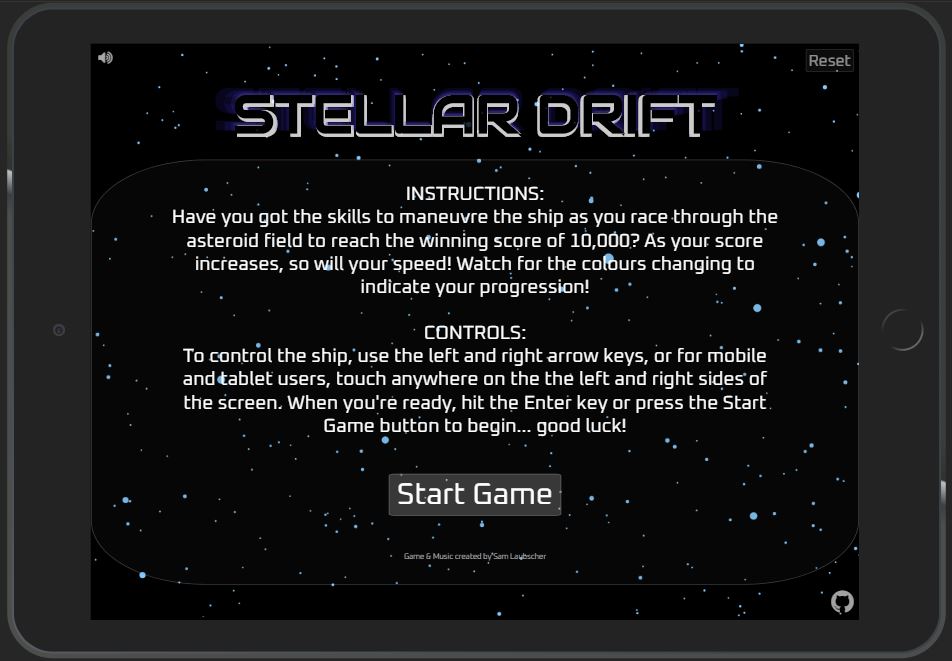 Reset
STELLAR DRIFT
INSTRUCTIONS:
Have you got the skills to maneuvre the ship as you race through the
asteroid field to reach the winning score of 10,000? As your score
increases, so will your speed! Watch for the colours changing to
indicate your progression!
CONTROLS:
To control the ship, use the left and right arrow keys, or for mobile
and tablet users, touch anywhere on the the left and right sides of
the screen. When you're ready, hit the Enter key or press the Start
Game button to begin... good luck!
Start Game
Game & Music created by Sam Laubscher